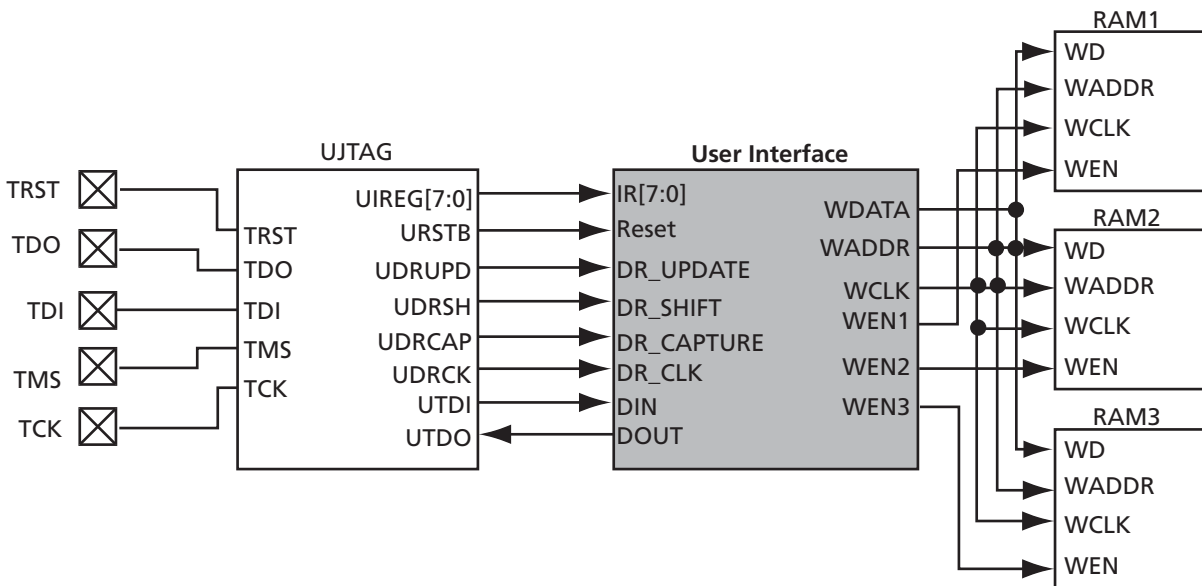 TRST
TDO
TDI
TMS
TCK
UJTAG
TRST
TDO
TDI
TMS
TCK
UIREG[7:0]
URSTB
UDRUPD
UDRSH
UDRCAP
UDRCK
UTDI
UTDO
User Interface
IR[7:0]
Reset
DR_UPDATE
DR_SHIFT
DR_CAPTURE
DR_CLK
DIN
DOUT
WDATA
WADDR
WCLK
WEN1
WEN2
WEN3
RAM1
WD
WADDR
WCLK
WEN
RAM2
WD
WADDR
WCLK
WEN
RAM3
WD
WADDR
WCLK
WEN